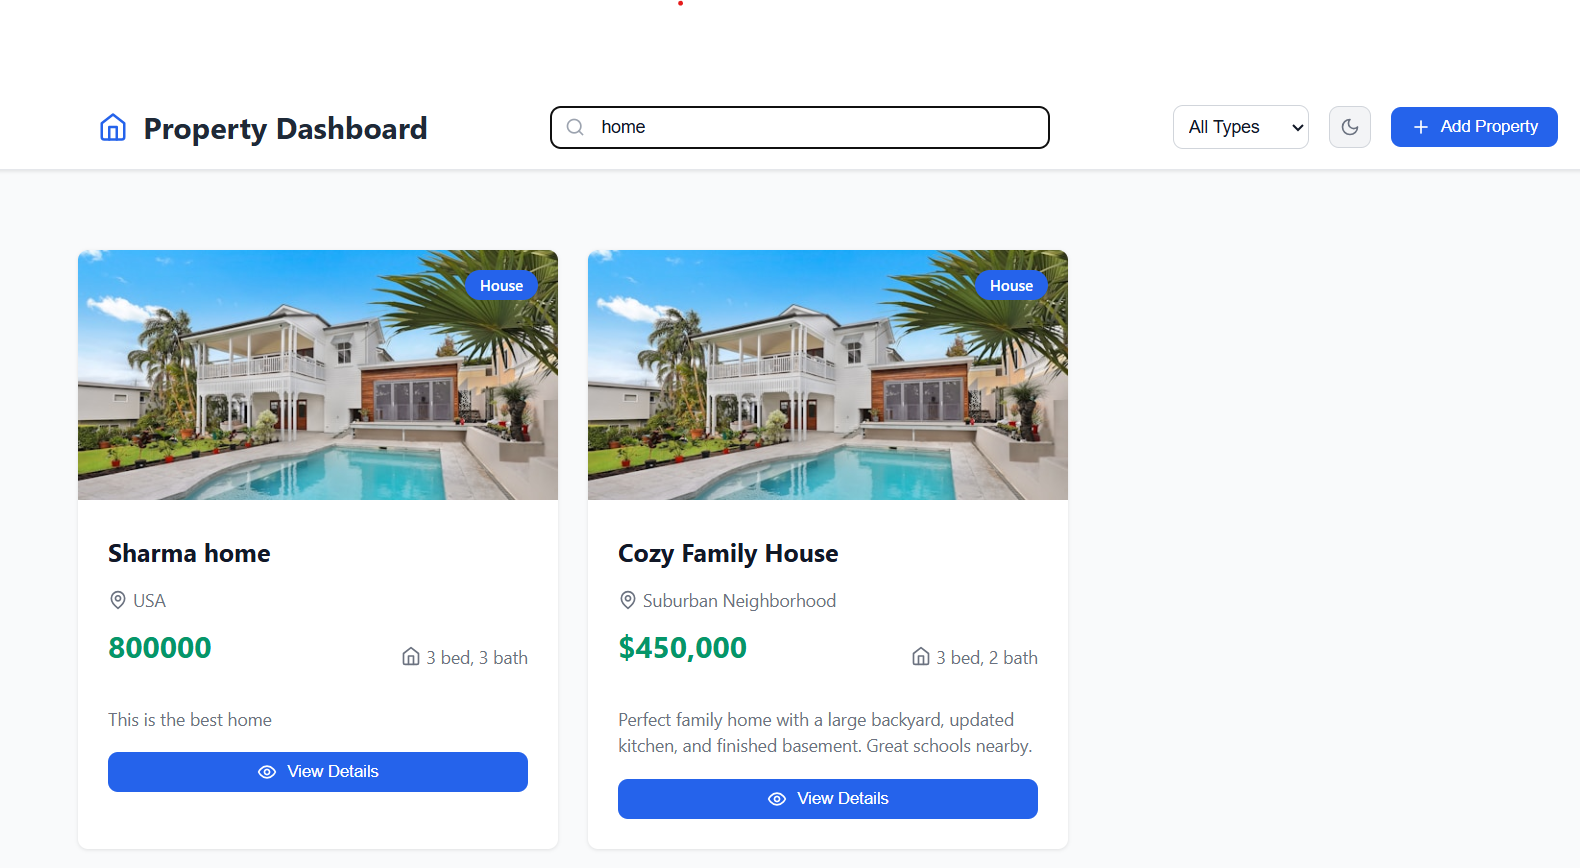 Property Dashboard
home
All Types
Add Property
House
House
Sharma home
USA
800000
3 bed, 3 bath
This is the best home
View Details
Cozy Family House
Suburban Neighborhood
$450,000
3 bed, 2 bath
Perfect family home with a large backyard, updated
kitchen, and finished basement. Great schools nearby.
View Details